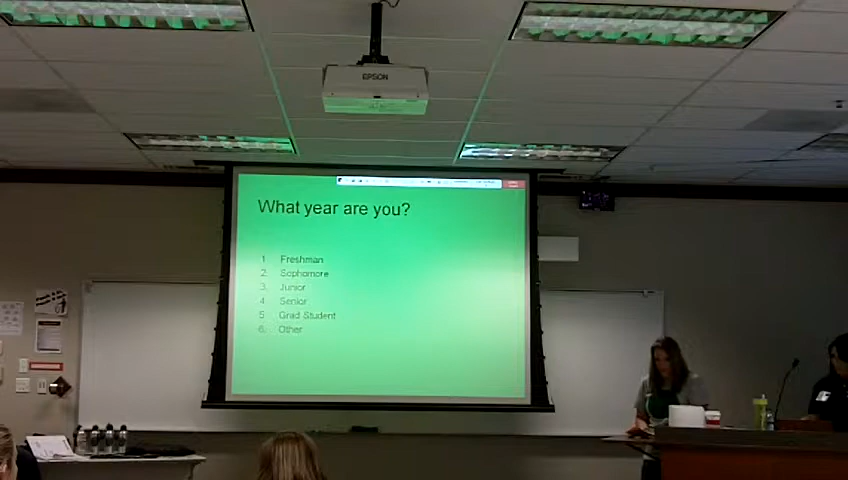 EPSON
What year are you?
1. Freshman
2. Sophomore
3. Junior
4. Senior
5. Grad Student
6. Other